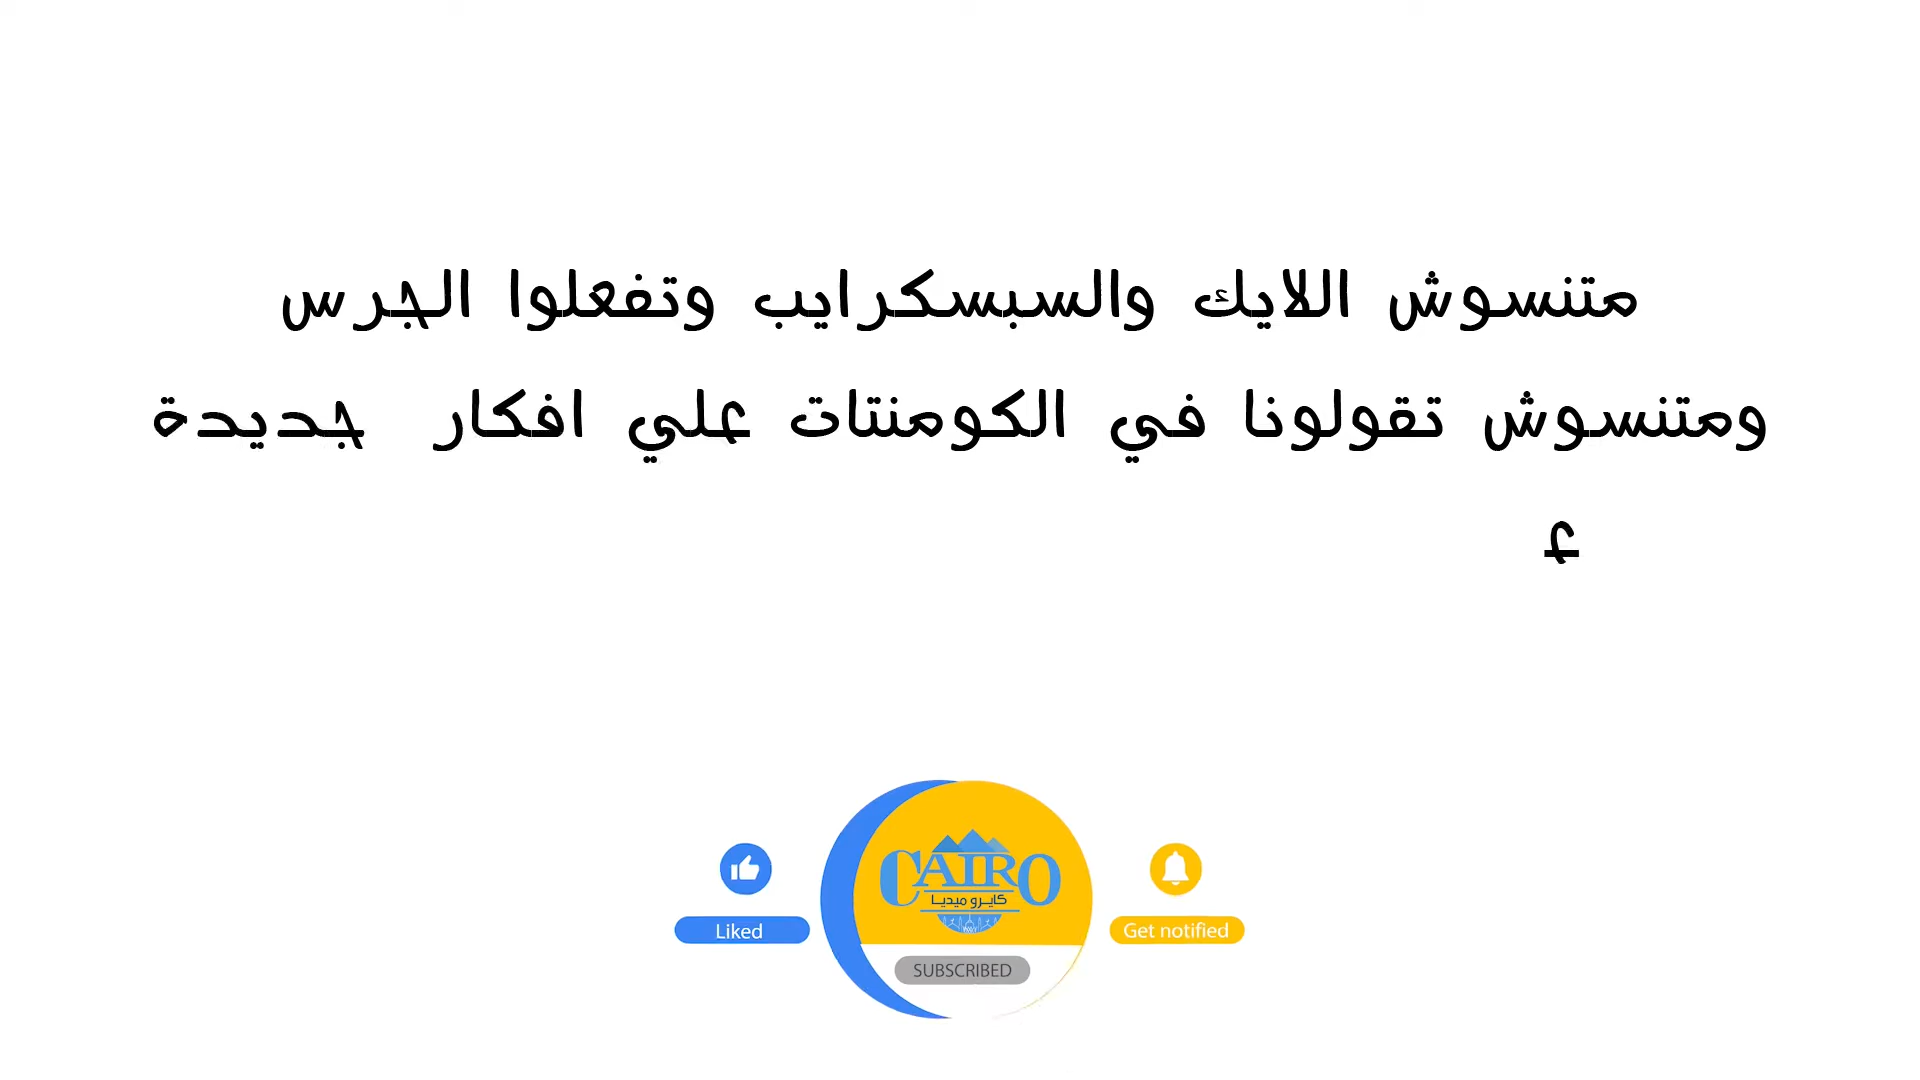 متنسوش اللايك والسبسكرايب وتفعلوا الجرس
ومتنسوش تقولونا في الكومنتات علي افكار جديدة
ع
CAIRO
كايرو ميديا
Liked
Get notified
SUBSCRIBED